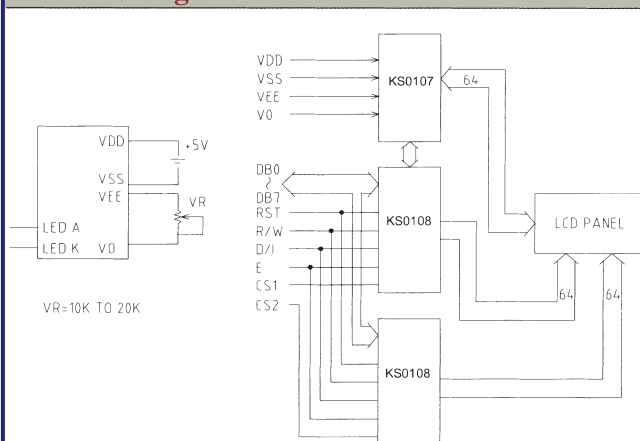 VDD
VSS
VEE
V0
KS0107
64
VDD
+5V
VSS
VEE
VR
LED A
LED K
V0
VR=10K TO 20K
DB0
~
DB7
RST
R/W
D/I
E
CS1
CS2
KS0108
LCD PANEL
64
64
KS0108